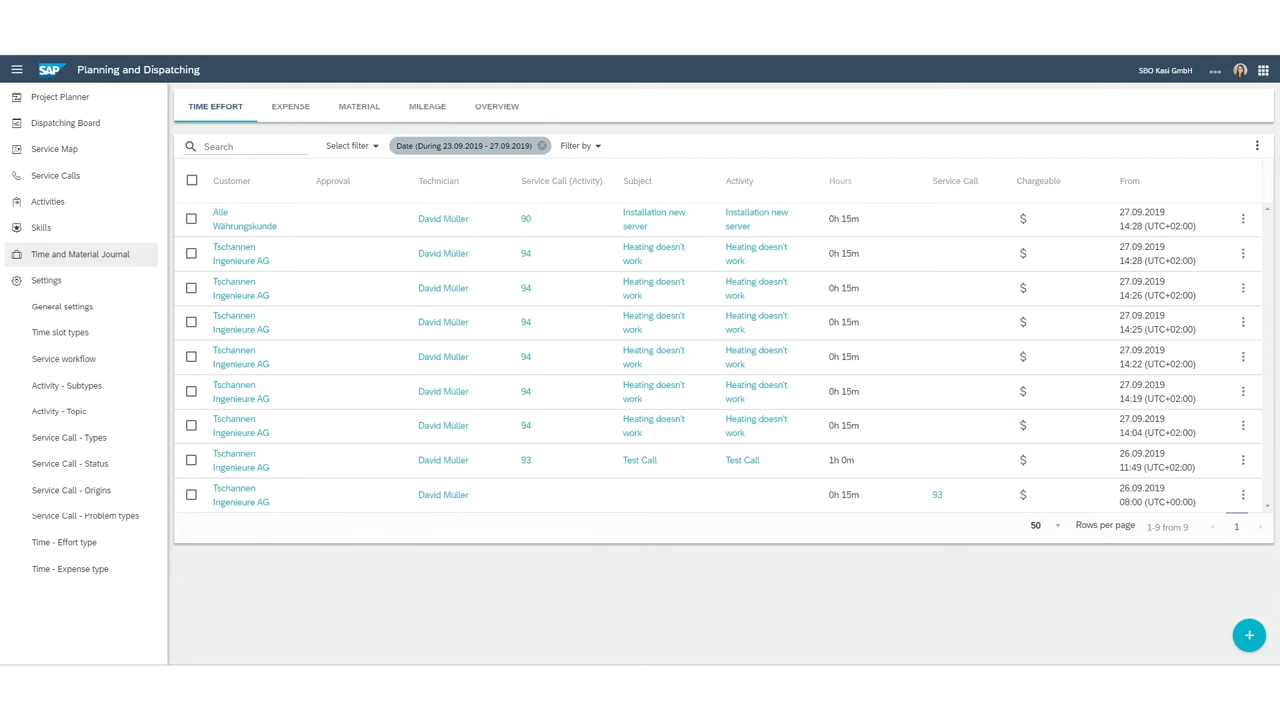 SAP Planning and Dispatching SBO Kasi GmbH
Project Planner
Dispatching Board
Service Map
Service Calls
Activities
Skills
Time and Material Journal
Settings
General settings
Time slot types
Service workflow
Activity - Subtypes
Activity - Topic
Service Call - Types
Service Call - Status
Service Call - Origins
Service Call - Problem types
Time - Effort type
Time - Expense type
TIME EFFORT EXPENSE MATERIAL MILEAGE OVERVIEW
Search Select filter Date (During 23.09.2019 - 27.09.2019) Filter by
Customer Approval Technician Service Call (Activity) Subject Activity Hours Service Call Chargeable From
Alle Installation new Installation new 27.09.2019
David Müller 90 0h 15m $
Währungskunde server server 14:28 (UTC+02:00)
Tschannen Heating doesn't Heating doesn't 27.09.2019
David Müller 94 0h 15m $
Ingenieure AG work work 14:28 (UTC+02:00)
Tschannen Heating doesn't Heating doesn't 27.09.2019
David Müller 94 0h 15m $
Ingenieure AG work work 14:26 (UTC+02:00)
Tschannen Heating doesn't Heating doesn't 27.09.2019
David Müller 94 0h 15m $
Ingenieure AG work work 14:25 (UTC+02:00)
Tschannen Heating doesn't Heating doesn't 27.09.2019
David Müller 94 0h 15m $
Ingenieure AG work work 14:22 (UTC+02:00)
Tschannen Heating doesn't Heating doesn't 27.09.2019
David Müller 94 0h 15m $
Ingenieure AG work work 14:19 (UTC+02:00)
Tschannen Heating doesn't Heating doesn't 27.09.2019
David Müller 94 0h 15m $
Ingenieure AG work work 14:04 (UTC+02:00)
Tschannen 26.09.2019
David Müller 93 Test Call Test Call 1h 0m $
Ingenieure AG 11:49 (UTC+02:00)
Tschannen 26.09.2019
David Müller 0h 15m 93 $
Ingenieure AG 08:00 (UTC+00:00)
50 Rows per page 1-9 from 9 1